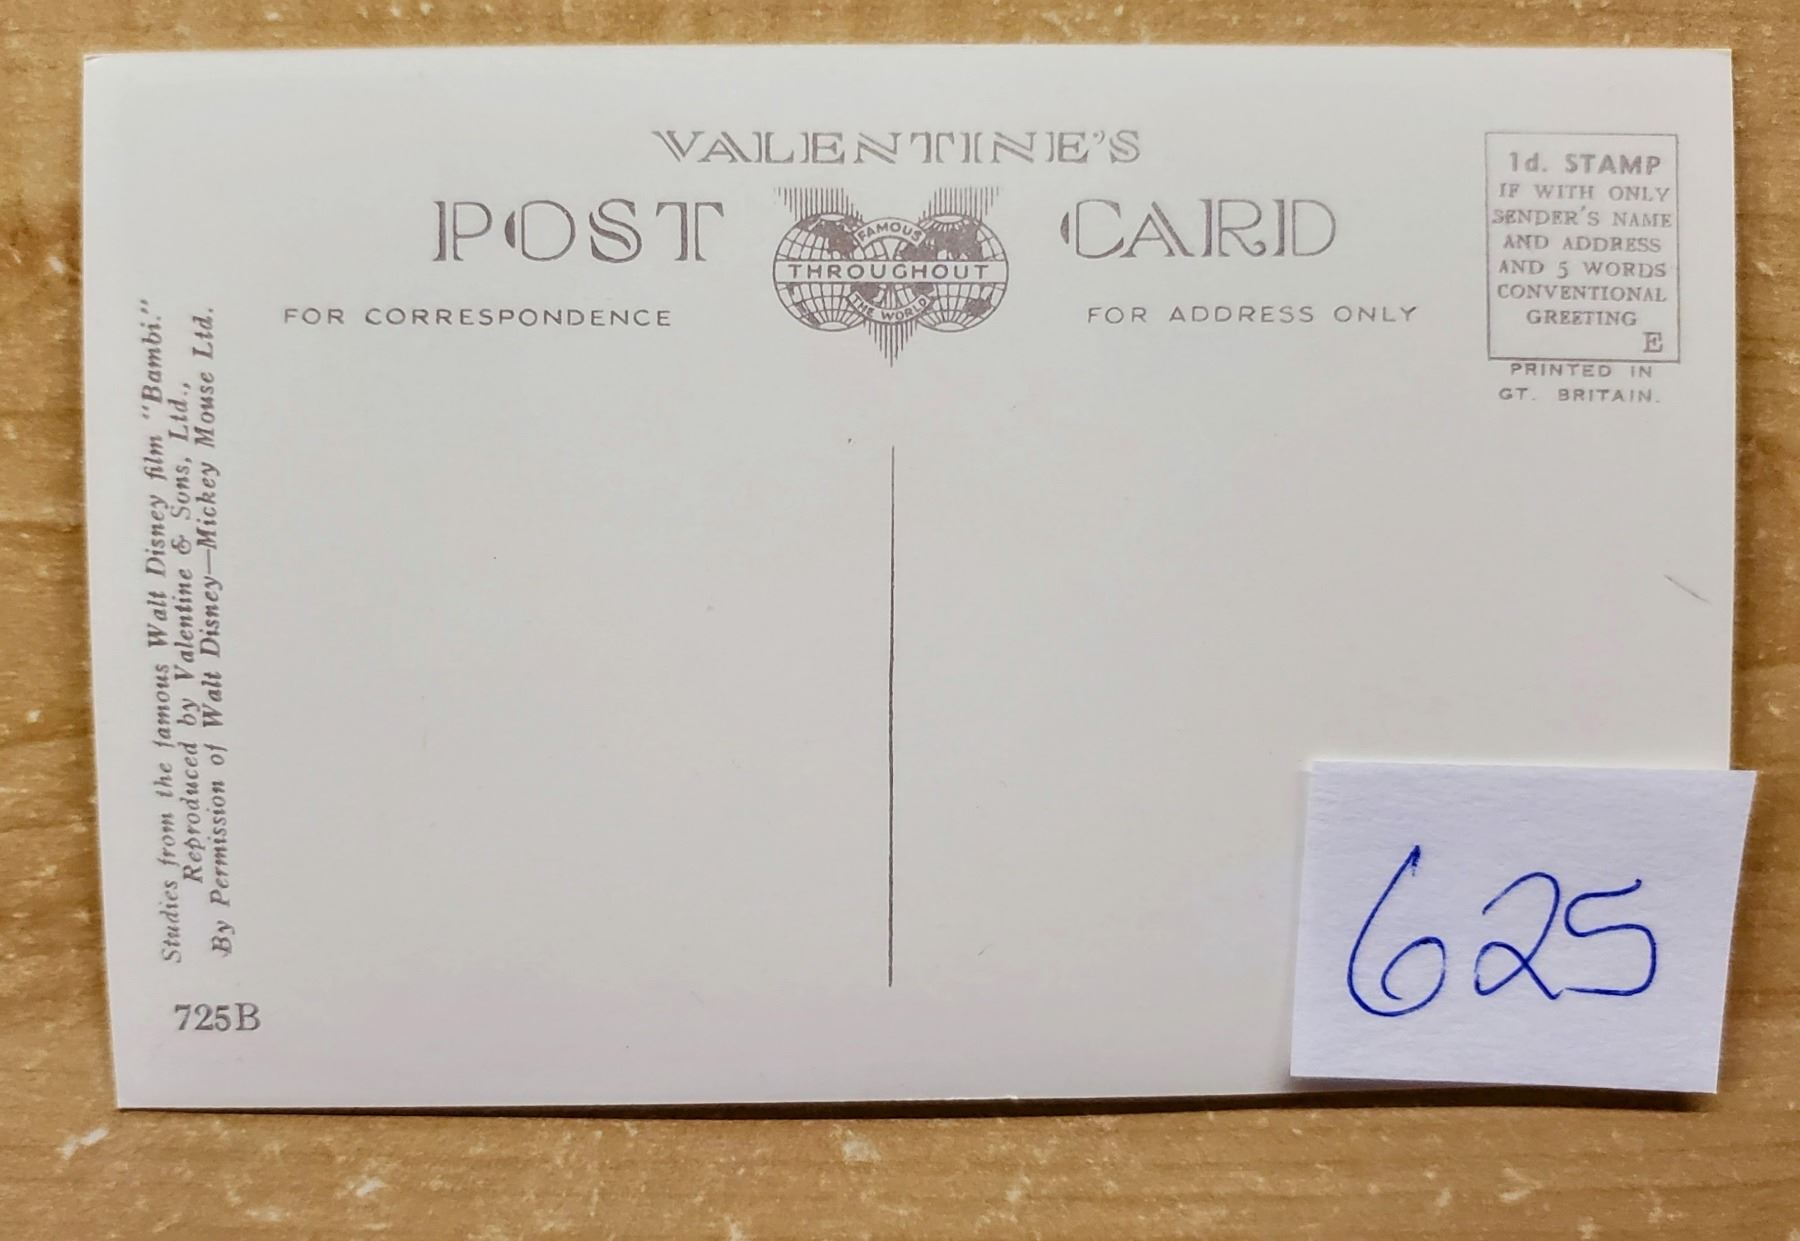 VALENTINE'S
POST CARD
FAMOUS
THROUGHOUT
THE WORLD
FOR CORRESPONDENCE
FOR ADDRESS ONLY
1d. STAMP
IF WITH ONLY
SENDER'S NAME
AND ADDRESS
AND 5 WORDS
CONVENTIONAL
GREETING
E
PRINTED IN
GT. BRITAIN.
Studies from the famous Walt Disney film "Bambi."
Reproduced by Valentine & Sons, Ltd.,
By Permission of Walt Disney—Mickey Mouse Ltd.
725B
625